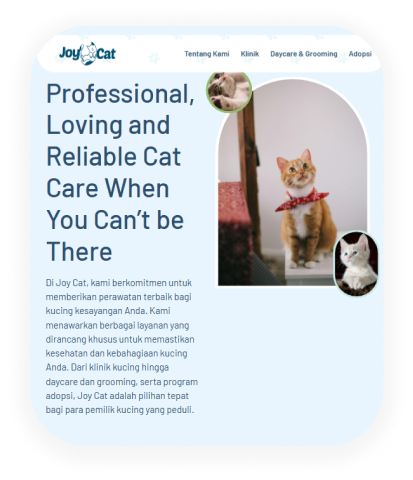 Joy Cat
Tentang Kami Klinik Daycare & Grooming Adopsi
Professional,
Loving and
Reliable Cat
Care When
You Can't be
There
Di Joy Cat, kami berkomitmen untuk
memberikan perawatan terbaik bagi
kucing kesayangan Anda. Kami
menawarkan berbagai layanan yang
dirancang khusus untuk memastikan
kesehatan dan kebahagiaan kucing
Anda. Dari klinik kucing hingga
daycare dan grooming, serta program
adopsi, Joy Cat adalah pilihan tepat
bagi para pemilik kucing yang peduli.